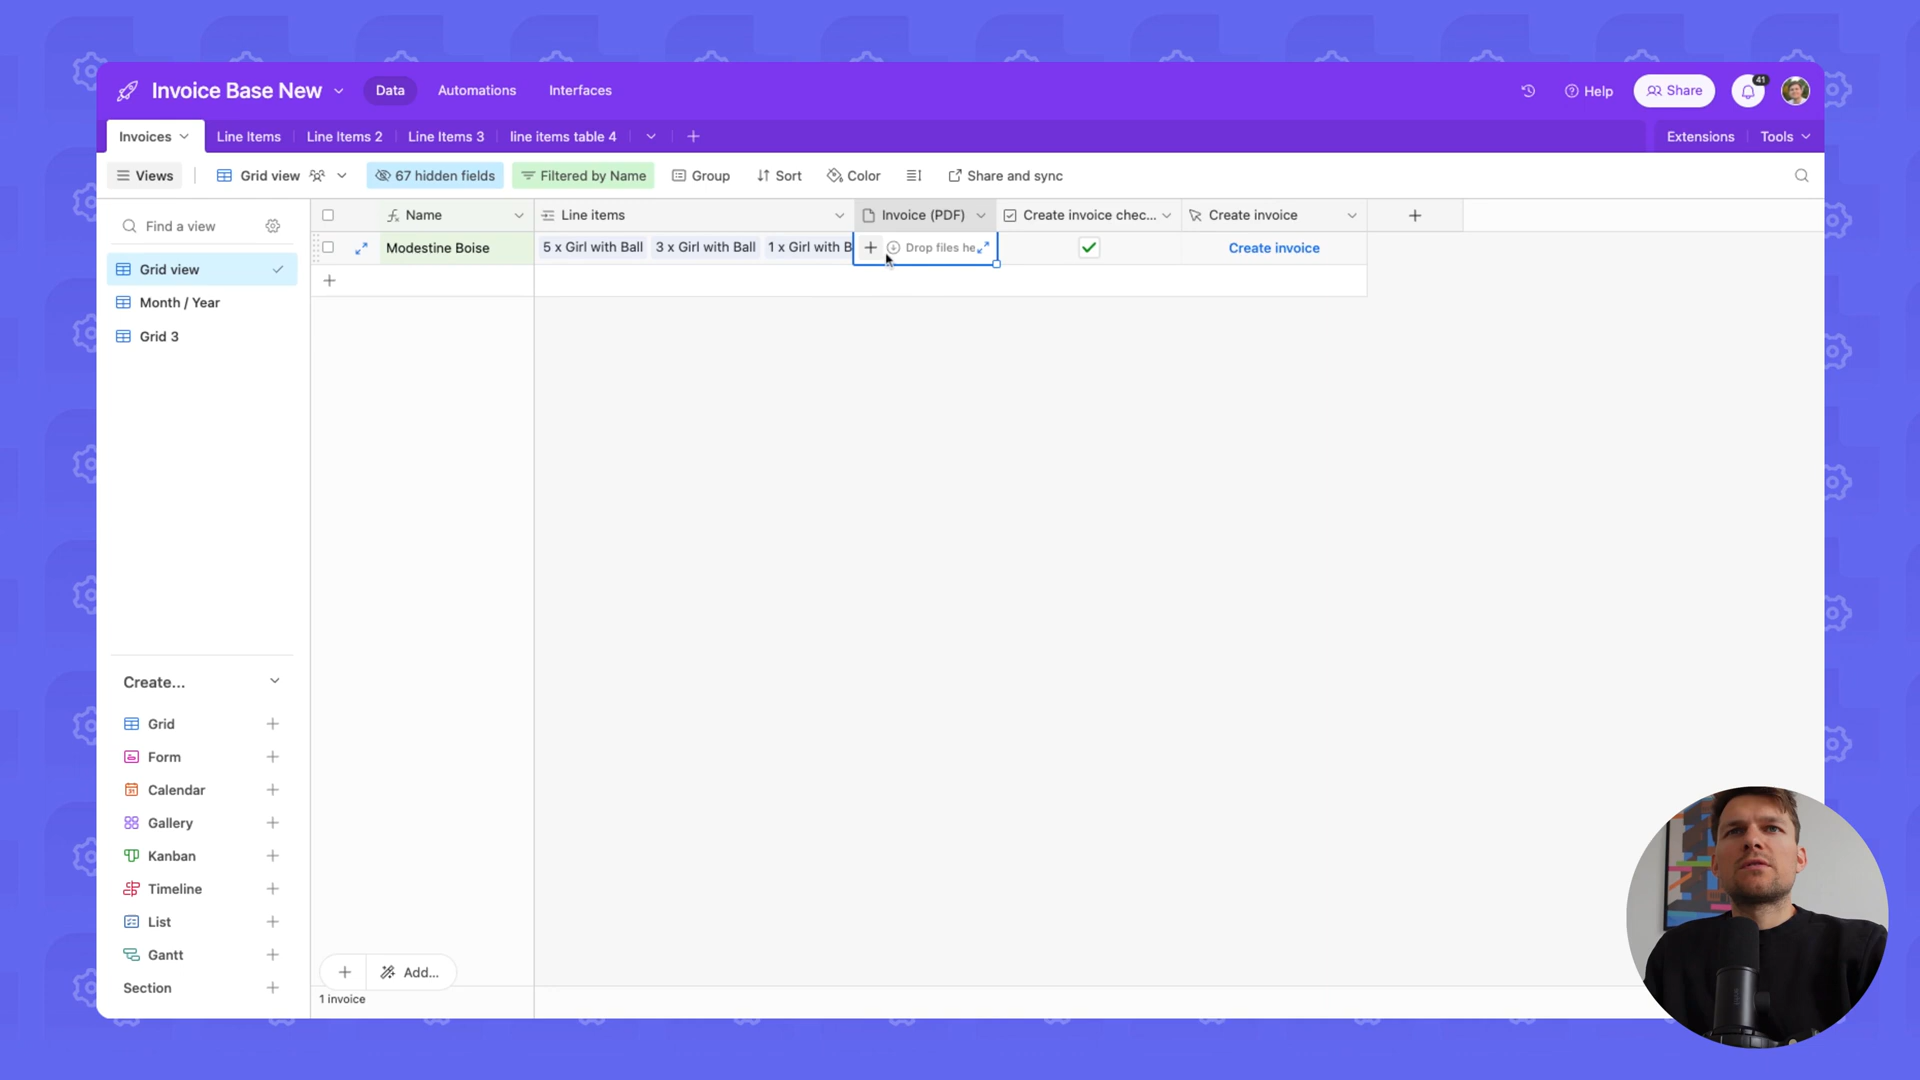 Invoice Base New
Data
Automations
Interfaces
Help
Share
41
Invoices
Line Items
Line Items 2
Line Items 3
line items table 4
Extensions
Tools
Views
Grid view
67 hidden fields
Filtered by Name
Group
Sort
Color
Share and sync
Find a view
Grid view
Month / Year
Grid 3
Name
Line items
Invoice (PDF)
Create invoice chec...
Create invoice
Modestine Boise
5 x Girl with Ball
3 x Girl with Ball
1 x Girl with B
Drop files he
Create invoice
Create...
Grid
Form
Calendar
Gallery
Kanban
Timeline
List
Gantt
Section
Add...
1 invoice